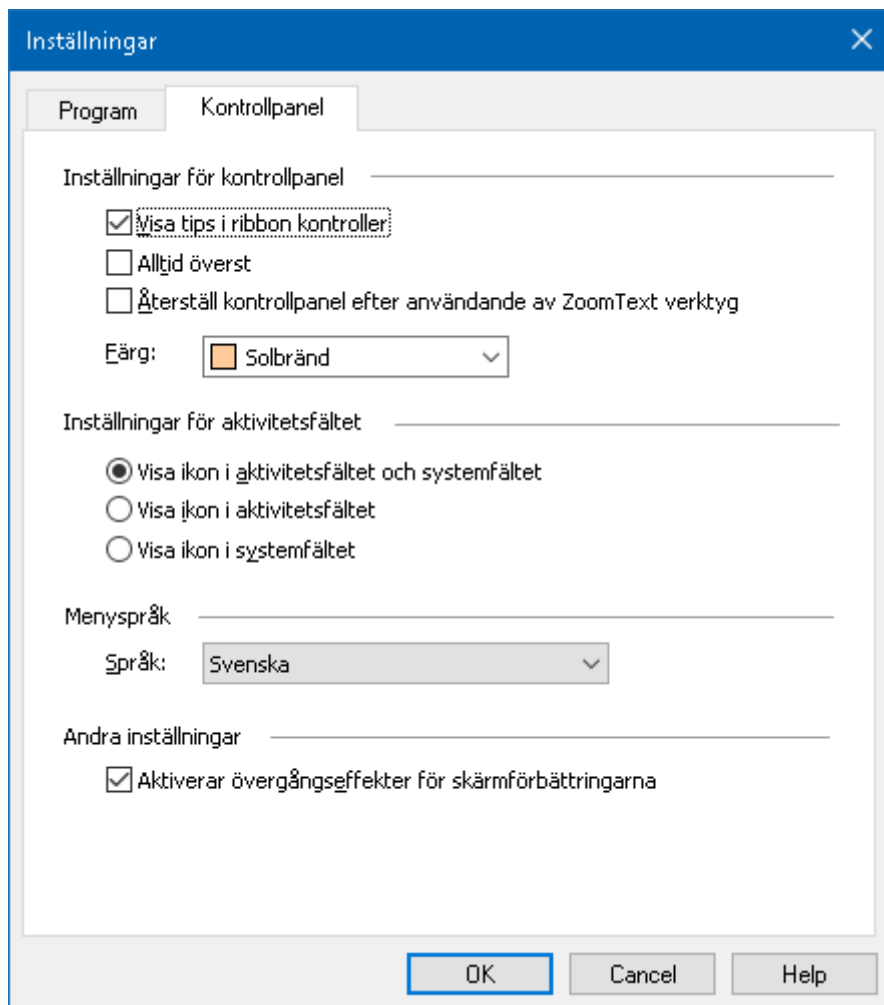 Inställningar
Program
Kontrollpanel
Inställningar för kontrollpanel
Visa tips i ribbon kontroller
Alltid överst
Återställ kontrollpanel efter användande av ZoomText verktyg
Färg:
Solbränd
Inställningar för aktivitetsfältet
Visa ikon i aktivitetsfältet och systemfältet
Visa ikon i aktivitetsfältet
Visa ikon i systemfältet
Menyspråk
Språk:
Svenska
Andra inställningar
Aktiverar övergångseffekter för skärmförbättringarna
OK
Cancel
Help